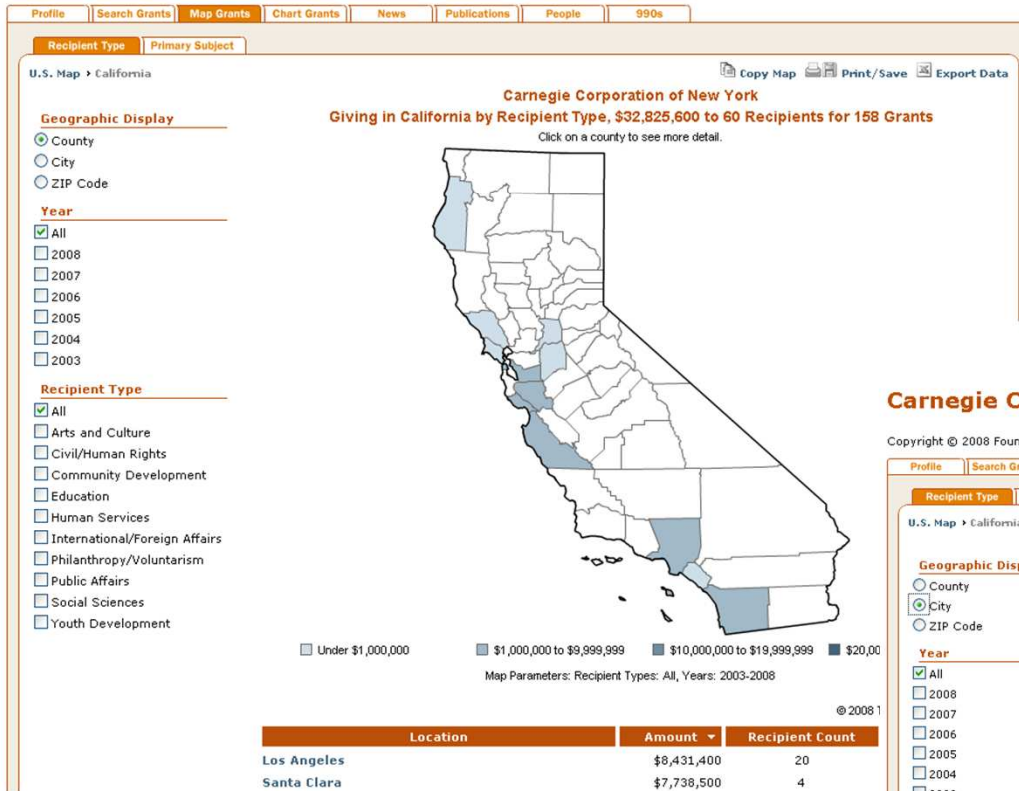 Profile Search Grants Map Grants Chart Grants News Publications People 990s
Recipient Type Primary Subject
U.S. Map › California
Copy Map Print/Save Export Data
Carnegie Corporation of New York
Giving in California by Recipient Type, $32,825,600 to 60 Recipients for 158 Grants
Click on a county to see more detail.
Geographic Display
County
City
ZIP Code
Year
All
2008
2007
2006
2005
2004
2003
Recipient Type
All
Arts and Culture
Civil/Human Rights
Community Development
Education
Human Services
International/Foreign Affairs
Philanthropy/Voluntarism
Public Affairs
Social Sciences
Youth Development
Under $1,000,000 $1,000,000 to $9,999,999 $10,000,000 to $19,999,999 $20,00
Map Parameters: Recipient Types: All, Years: 2003-2008
© 2008
Location Amount Recipient Count
Los Angeles $8,431,400 20
Santa Clara $7,738,500 4
Carnegie C
Copyright © 2008 Foun
Profile Search Gr
Recipient Type
U.S. Map › California
Geographic Disp
County
City
ZIP Code
Year
All
2008
2007
2006
2005
2004